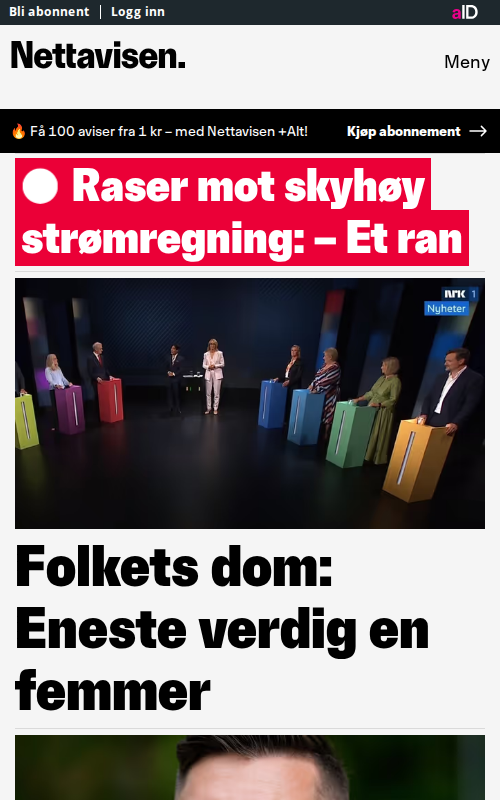 Bli abonnent | Logg inn
aID
Nettavisen.
Meny
🔥 Få 100 aviser fra 1 kr – med Nettavisen +Alt!
Kjøp abonnement →
Raser mot skyhøy
strømregning: – Et ran
NRK 1
Nyheter
Folkets dom:
Eneste verdig en
femmer